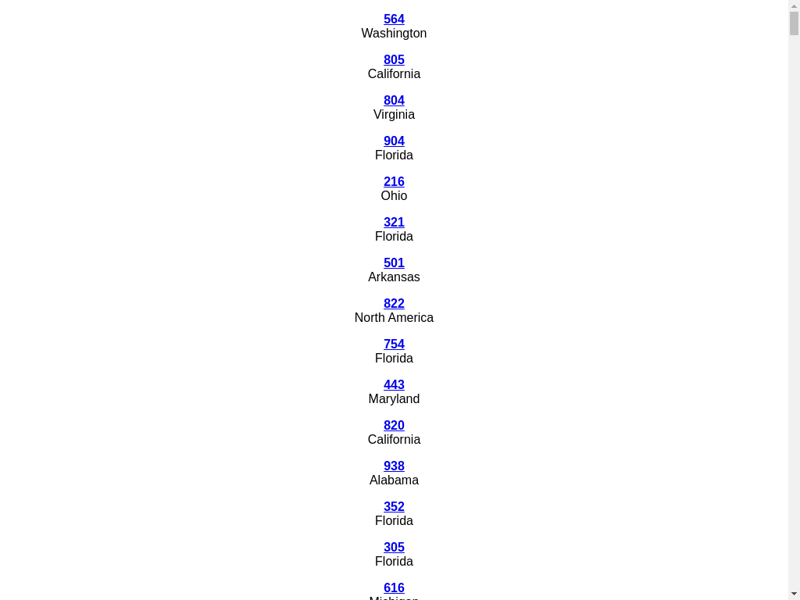 564
Washington
805
California
804
Virginia
904
Florida
216
Ohio
321
Florida
501
Arkansas
822
North America
754
Florida
443
Maryland
820
California
938
Alabama
352
Florida
305
Florida
616
Michigan